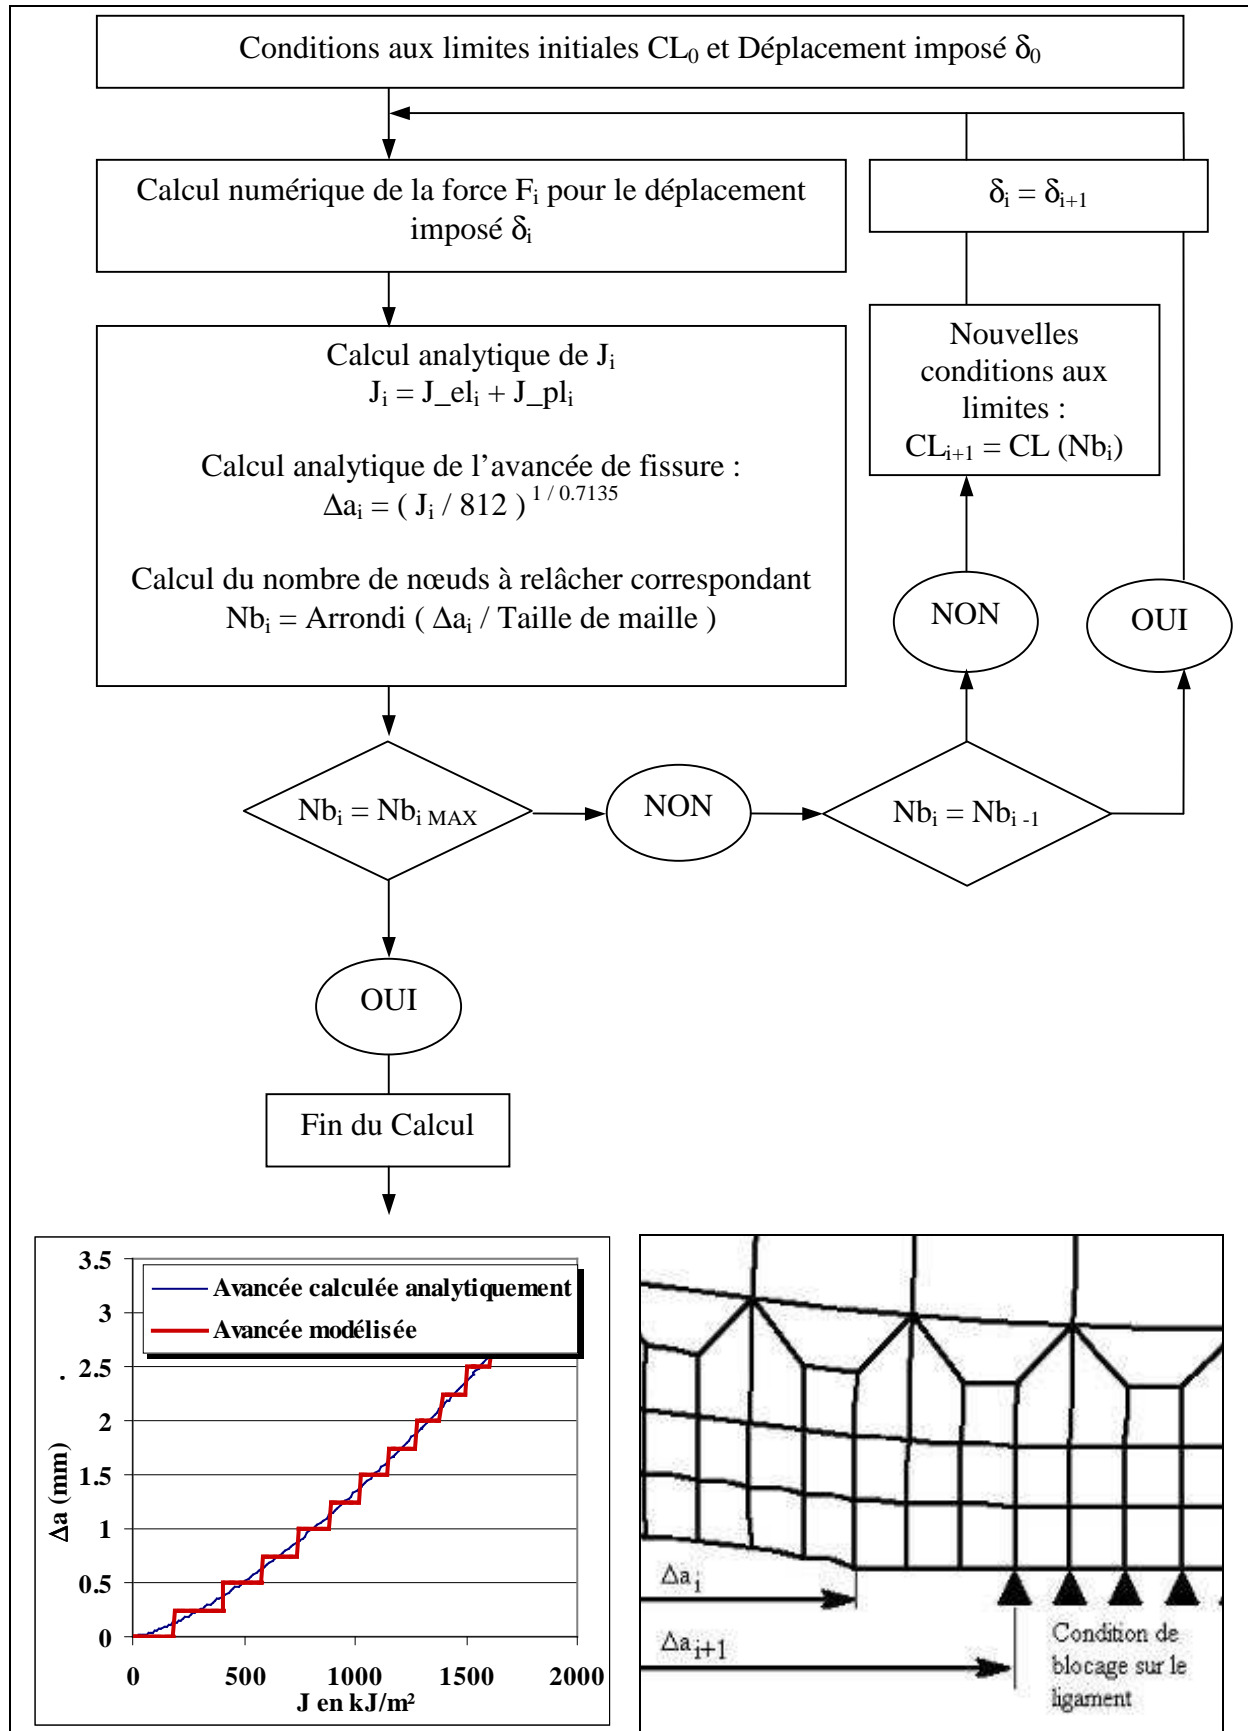 Conditions aux limites initiales CL₀ et Déplacement imposé δ₀
Calcul numérique de la force Fᵢ pour le déplacement
imposé δᵢ
δᵢ = δᵢ₊₁
Calcul analytique de Jᵢ
Jᵢ = J_elᵢ + J_plᵢ
Calcul analytique de l’avancée de fissure :
Δaᵢ = ( Jᵢ / 812 ) ¹ / ⁰·⁷¹³⁵
Calcul du nombre de nœuds à relâcher correspondant
Nbᵢ = Arrondi ( Δaᵢ / Taille de maille )
Nouvelles
conditions aux
limites :
CLᵢ₊₁ = CL (Nbᵢ)
NON
OUI
Nbᵢ = Nbᵢ MAX
NON
Nbᵢ = Nbᵢ ₋₁
OUI
Fin du Calcul
3.5
3
2.5
2
1.5
1
0.5
0
Δa (mm)
Avancée calculée analytiquement
Avancée modélisée
0 500 1000 1500 2000
J en kJ/m²
Δaᵢ
Δaᵢ₊₁
Condition de
blocage sur le
ligament